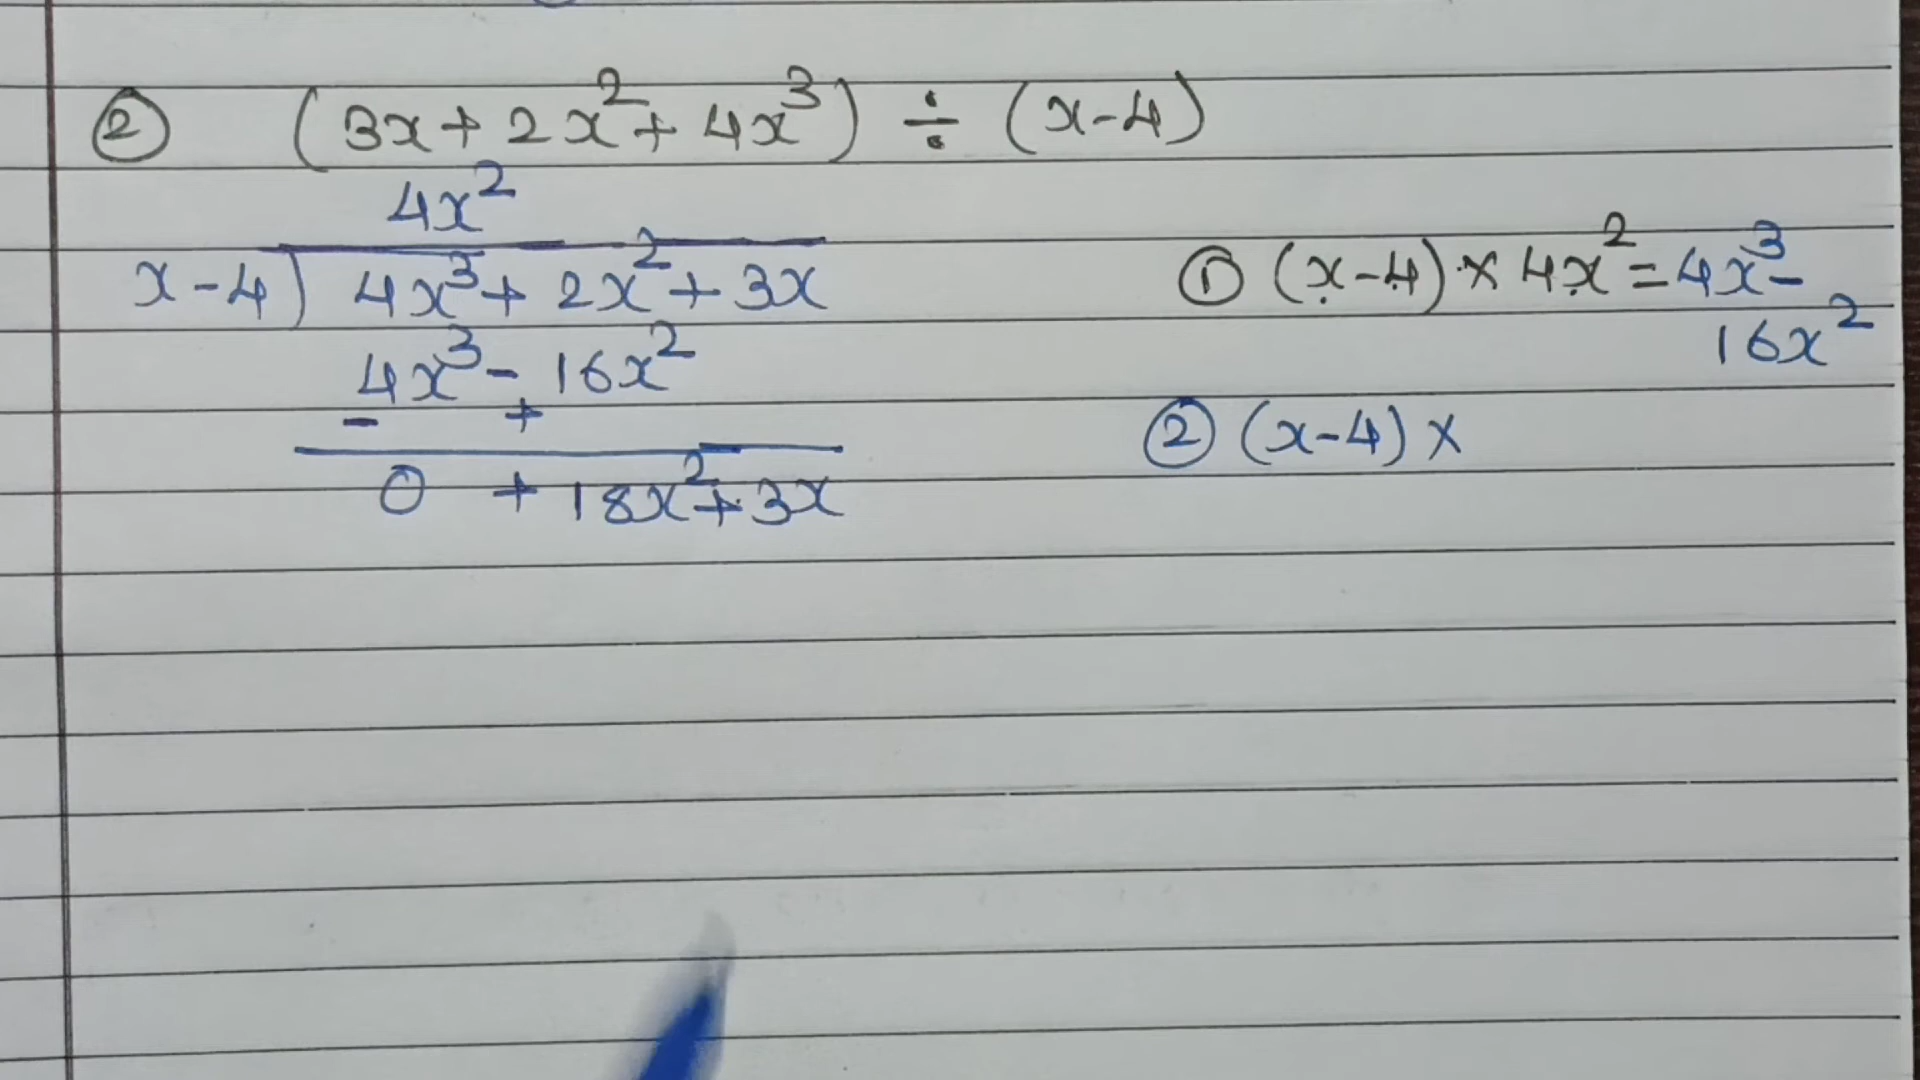 ② (3x + 2x² + 4x³) ÷ (x-4)
4x²
x-4) 4x³ + 2x² + 3x
4x³ - 16x²
- +
0 + 18x² + 3x
① (x-4) × 4x² = 4x³ -
16x²
② (x-4) ×